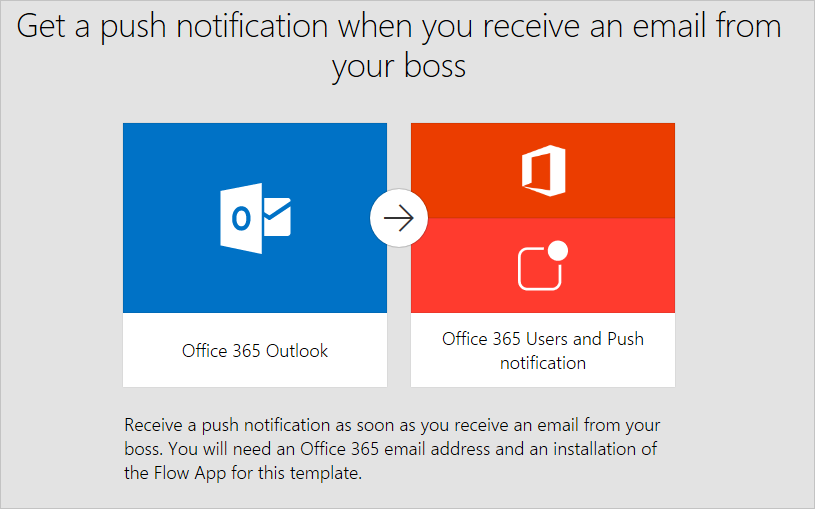 Get a push notification when you receive an email from
your boss
O
Office 365 Outlook
Office 365 Users and Push
notification
Receive a push notification as soon as you receive an email from your
boss. You will need an Office 365 email address and an installation of
the Flow App for this template.